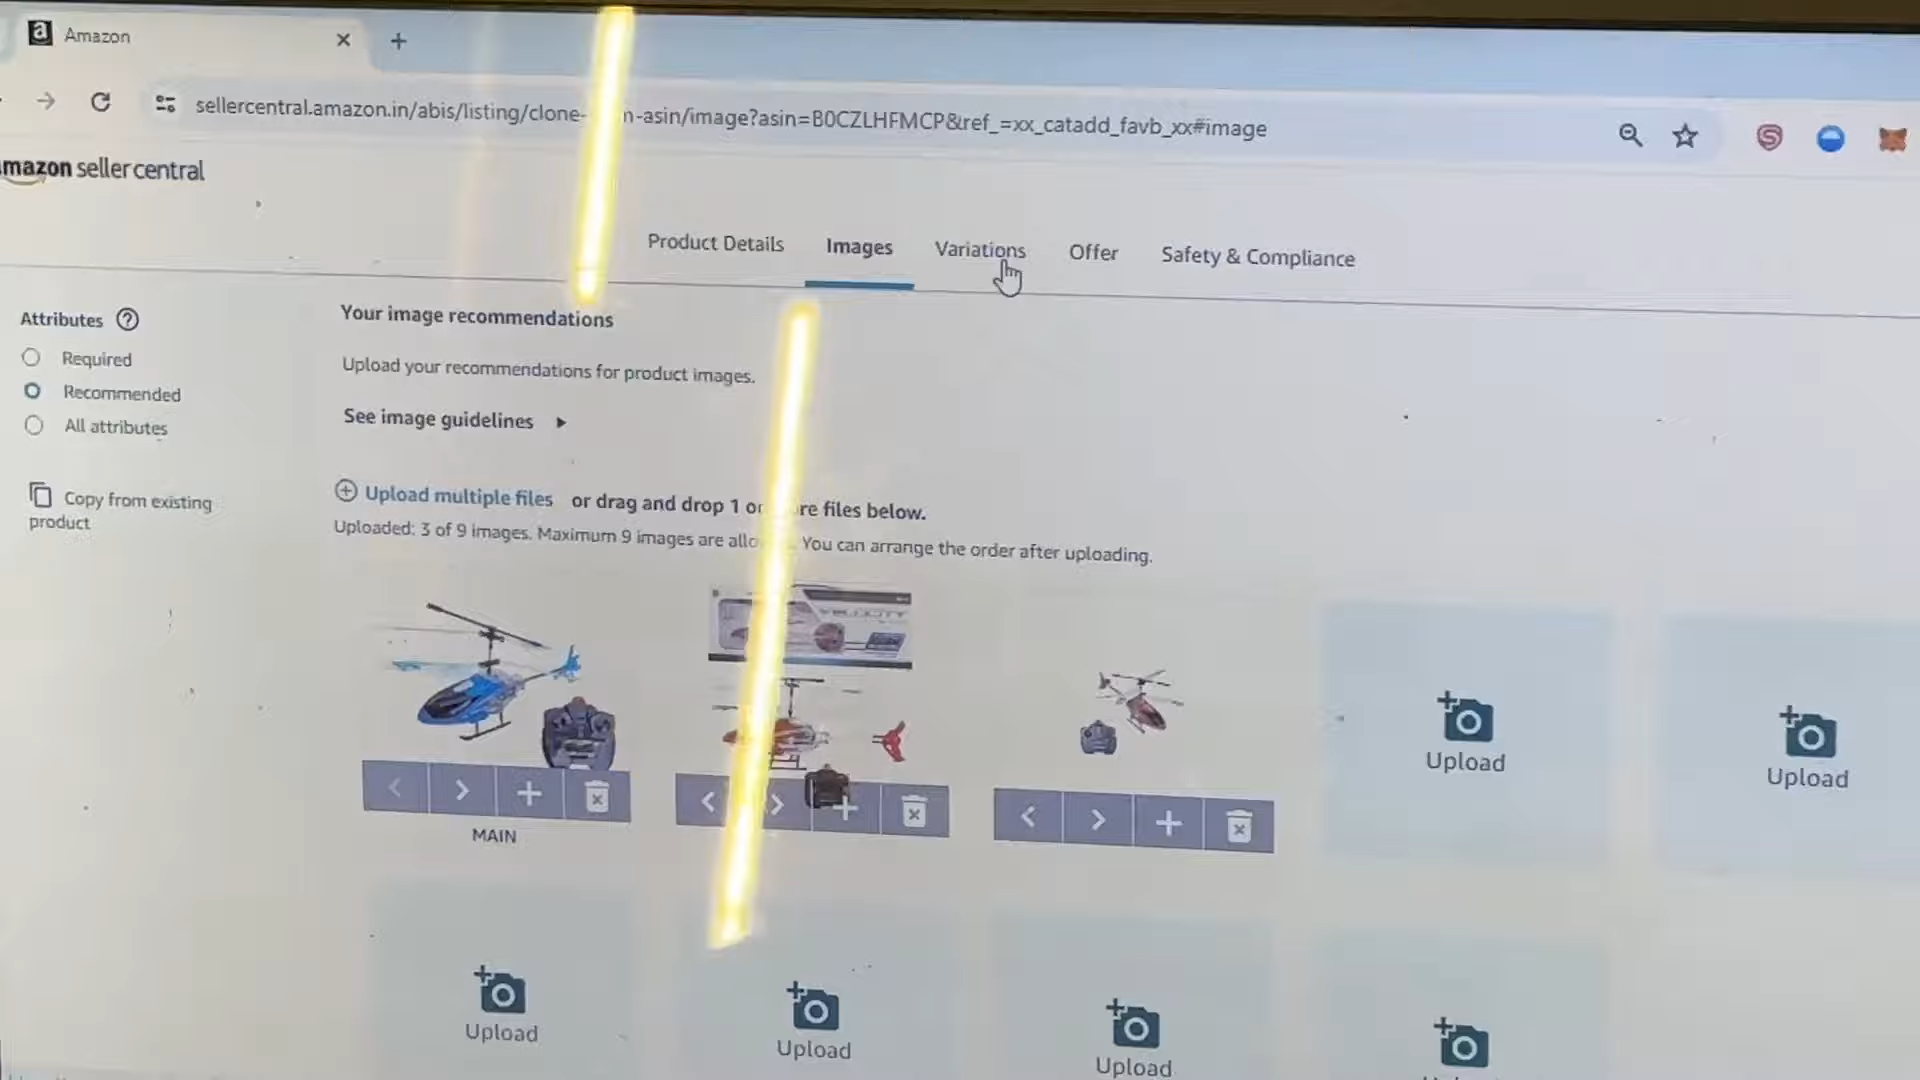 Amazon
sellercentral.amazon.in/abis/listing/clone- n-asin/image?asin=B0CZLHFMCP&ref_=xx_catadd_favb_xx#image
mazon seller central
Product Details Images Variations Offer Safety & Compliance
Attributes
Required
Recommended
All attributes
Copy from existing
product
Your image recommendations
Upload your recommendations for product images.
See image guidelines
Upload multiple files or drag and drop 1 or re files below.
Uploaded: 3 of 9 images. Maximum 9 images are allo You can arrange the order after uploading.
VELOCITY
MAIN
Upload
Upload
Upload
Upload
Upload